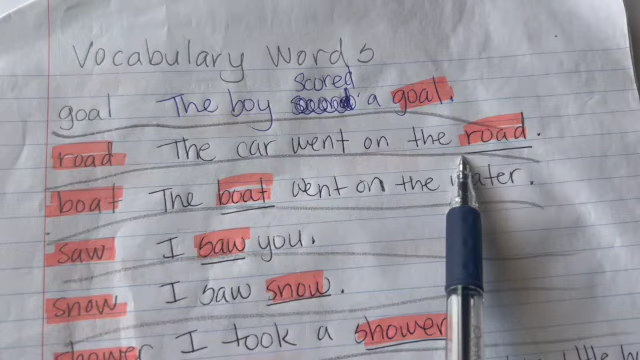 Vocabulary Words
scored
goal The boy a goal.
road The car went on the road.
boat The boat went on the water.
saw I saw you.
snow I saw snow.
shower I took a shower